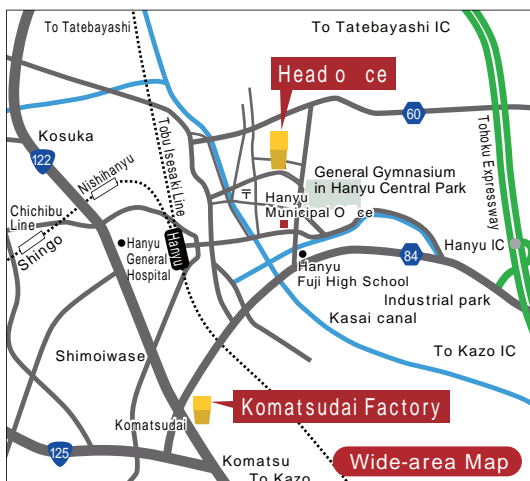 To Tatebayashi
To Tatebayashi IC
Head o ce
60
Kosuka
122
Nishihanyu
Tobu Isesaki Line
Tohoku Expressway
General Gymnasium
in Hanyu Central Park
〒
Hanyu
Municipal O ce
Chichibu
Line
Shingo
Hanyu
General
Hospital
Hanyu
Hanyu IC
84
Hanyu
Fuji High School
Industrial park
Kasai canal
Shimoiwase
To Kazo IC
Komatsudai Factory
Komatsudai
125
Komatsu
To Kazo
Wide-area Map